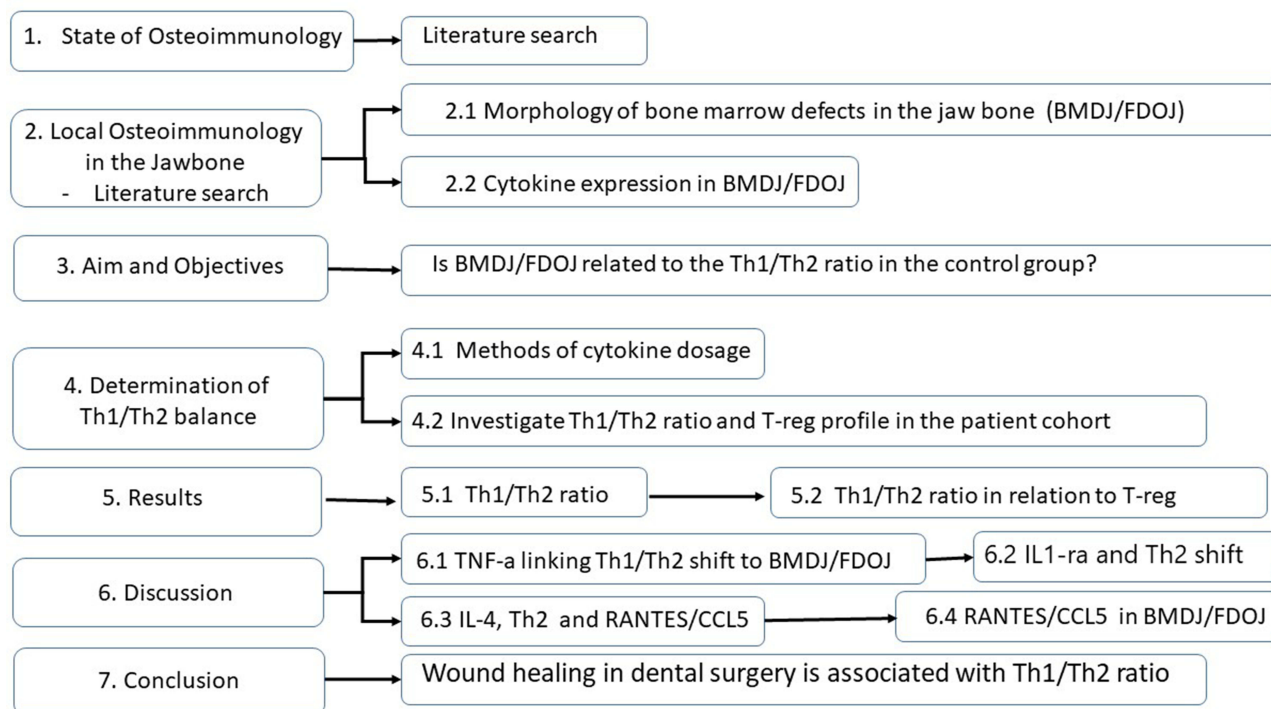 1. State of Osteoimmunology
Literature search
2. Local Osteoimmunology
in the Jawbone
- Literature search
2.1 Morphology of bone marrow defects in the jaw bone (BMDJ/FDOJ)
2.2 Cytokine expression in BMDJ/FDOJ
3. Aim and Objectives
Is BMDJ/FDOJ related to the Th1/Th2 ratio in the control group?
4. Determination of
Th1/Th2 balance
4.1 Methods of cytokine dosage
4.2 Investigate Th1/Th2 ratio and T-reg profile in the patient cohort
5. Results
5.1 Th1/Th2 ratio
5.2 Th1/Th2 ratio in relation to T-reg
6. Discussion
6.1 TNF-a linking Th1/Th2 shift to BMDJ/FDOJ
6.2 IL1-ra and Th2 shift
6.3 IL-4, Th2 and RANTES/CCL5
6.4 RANTES/CCL5 in BMDJ/FDOJ
7. Conclusion
Wound healing in dental surgery is associated with Th1/Th2 ratio